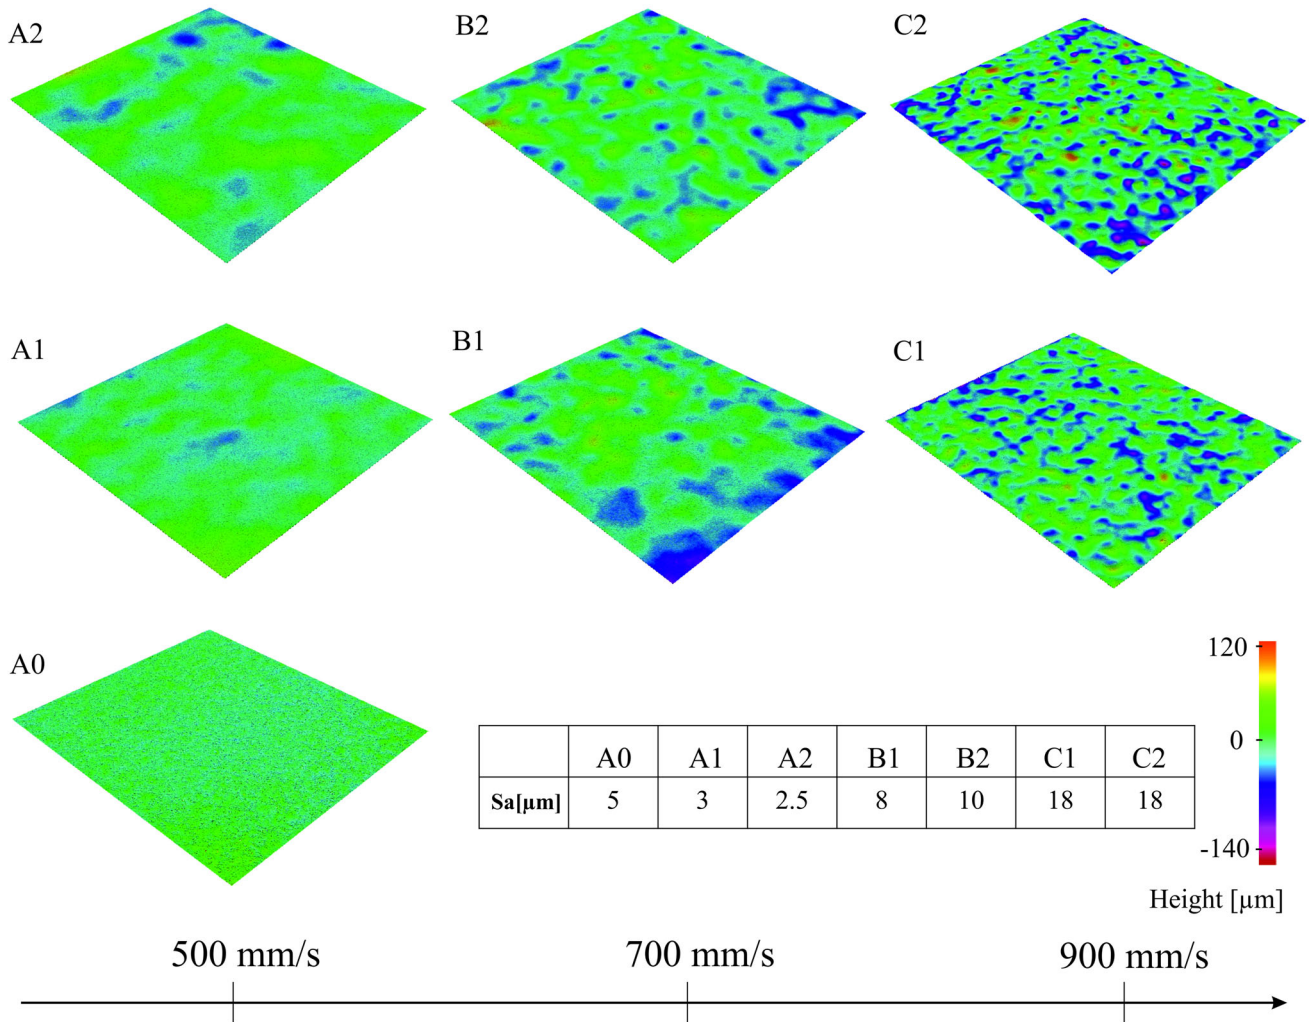 A2
B2
C2
A1
B1
C1
A0
120
0
-140
Height [µm]
A0 A1 A2 B1 B2 C1 C2
Sa[µm] 5 3 2.5 8 10 18 18
500 mm/s
700 mm/s
900 mm/s